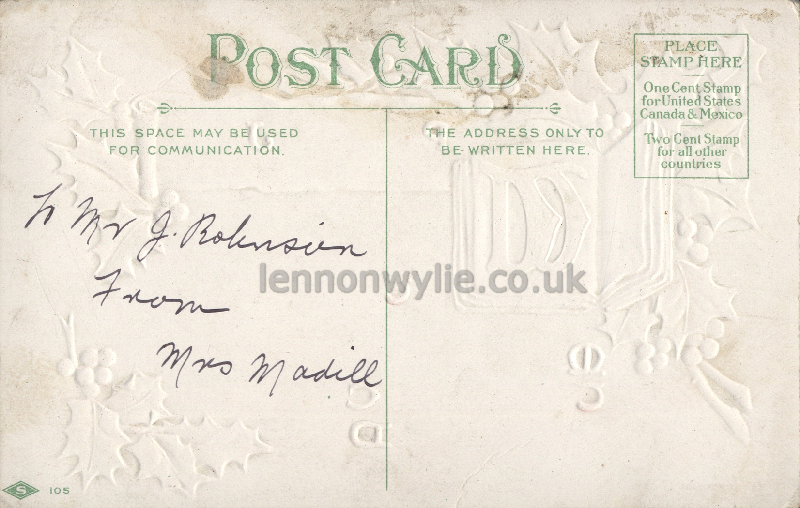 POST CARD
PLACE
STAMP HERE
One Cent Stamp
for United States
Canada & Mexico
Two Cent Stamp
for all other
countries
THIS SPACE MAY BE USED
FOR COMMUNICATION.
THE ADDRESS ONLY TO
BE WRITTEN HERE.
To Mr J. Robinsion
From
Mrs Madill
lennonwylie.co.uk
S 105